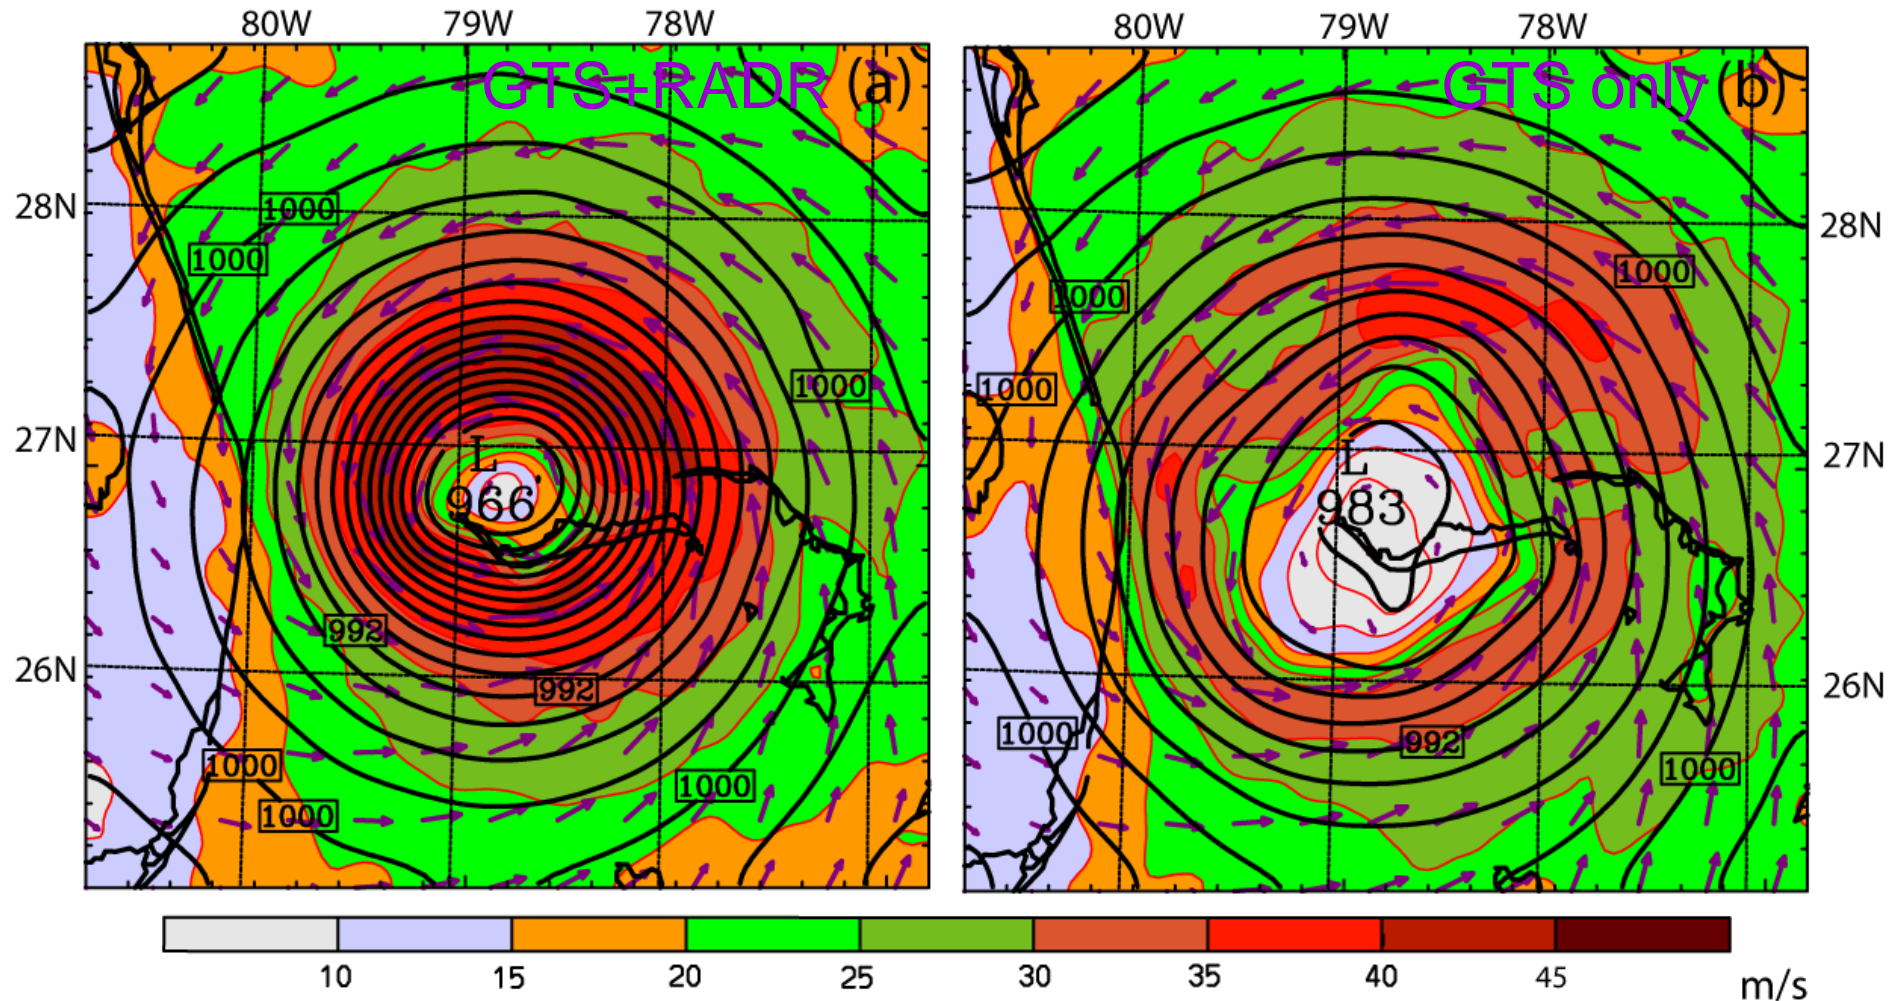 80W 79W 78W 80W 79W 78W
GTS+RADR (a) GTS only (b)
28N 1000 1000 28N
1000 1000
1000 1000
27N L L 27N
966 983
992
26N 992 26N
1000 992
1000 1000 1000
1000
10 15 20 25 30 35 40 45 m/s